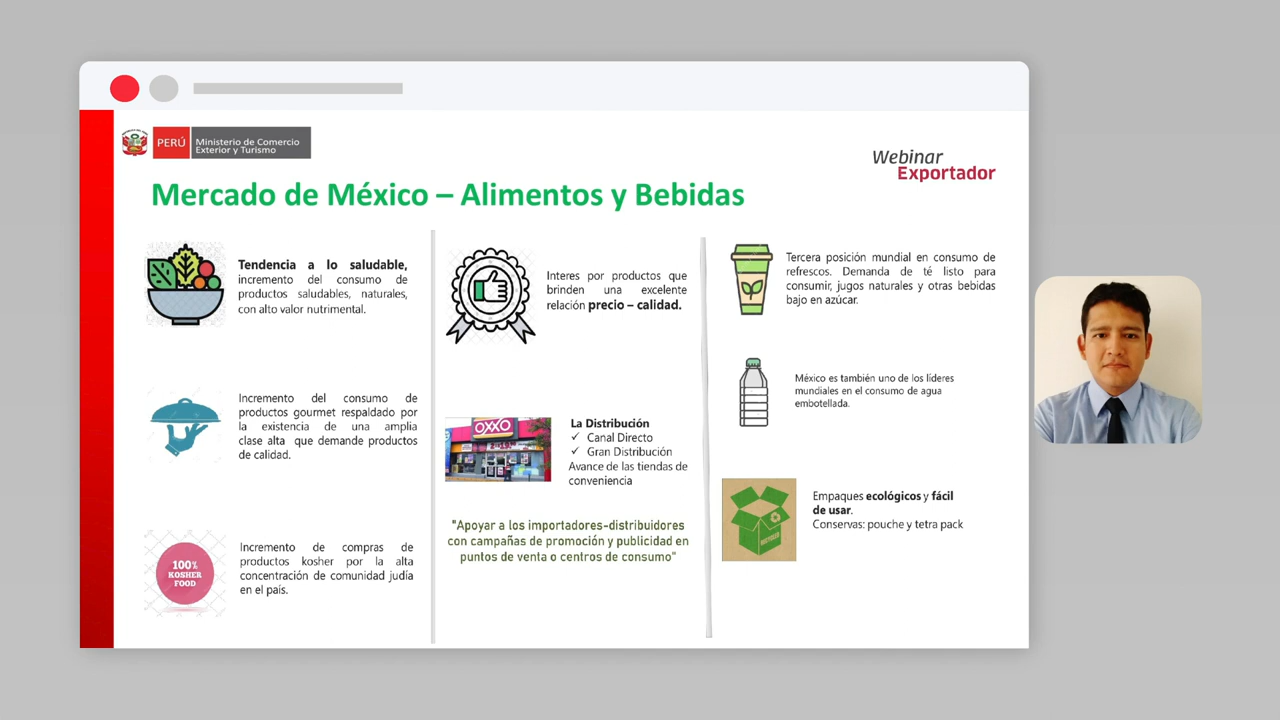 PERÚ
Ministerio de Comercio
Exterior y Turismo
Webinar
Exportador
Mercado de México – Alimentos y Bebidas
Tendencia a lo saludable,
incremento del consumo de
productos saludables, naturales,
con alto valor nutrimental.
Incremento del consumo de
productos gourmet respaldado por
la existencia de una amplia
clase alta que demande productos
de calidad.
100%
KOSHER
FOOD
Incremento de compras de
productos kosher por la alta
concentración de comunidad judía
en el país.
Interes por productos que
brinden una excelente
relación precio – calidad.
OXXO
La Distribución
✓ Canal Directo
✓ Gran Distribución
Avance de las tiendas de
conveniencia
"Apoyar a los importadores-distribuidores
con campañas de promoción y publicidad en
puntos de venta o centros de consumo"
Tercera posición mundial en consumo de
refrescos. Demanda de té listo para
consumir, jugos naturales y otras bebidas
bajo en azúcar.
México es también uno de los líderes
mundiales en el consumo de agua
embotellada.
Empaques ecológicos y fácil
de usar.
Conservas: pouche y tetra pack